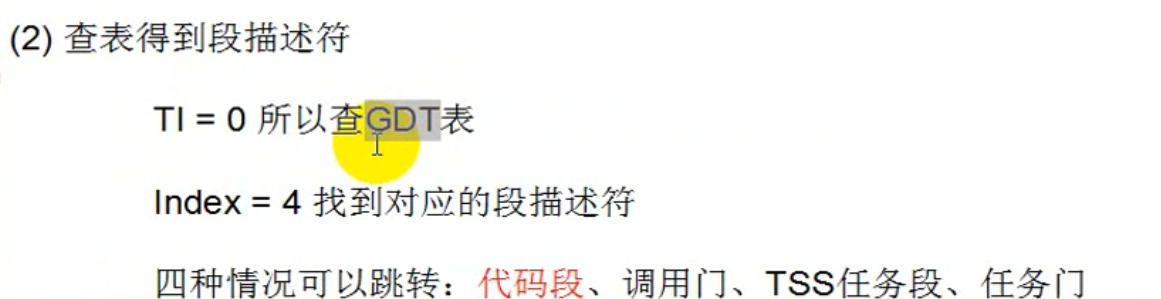 (2) 查表得到段描述符
TI = 0 所以查GDT表
Index = 4 找到对应的段描述符
四种情况可以跳转：代码段、调用门、TSS任务段、任务门